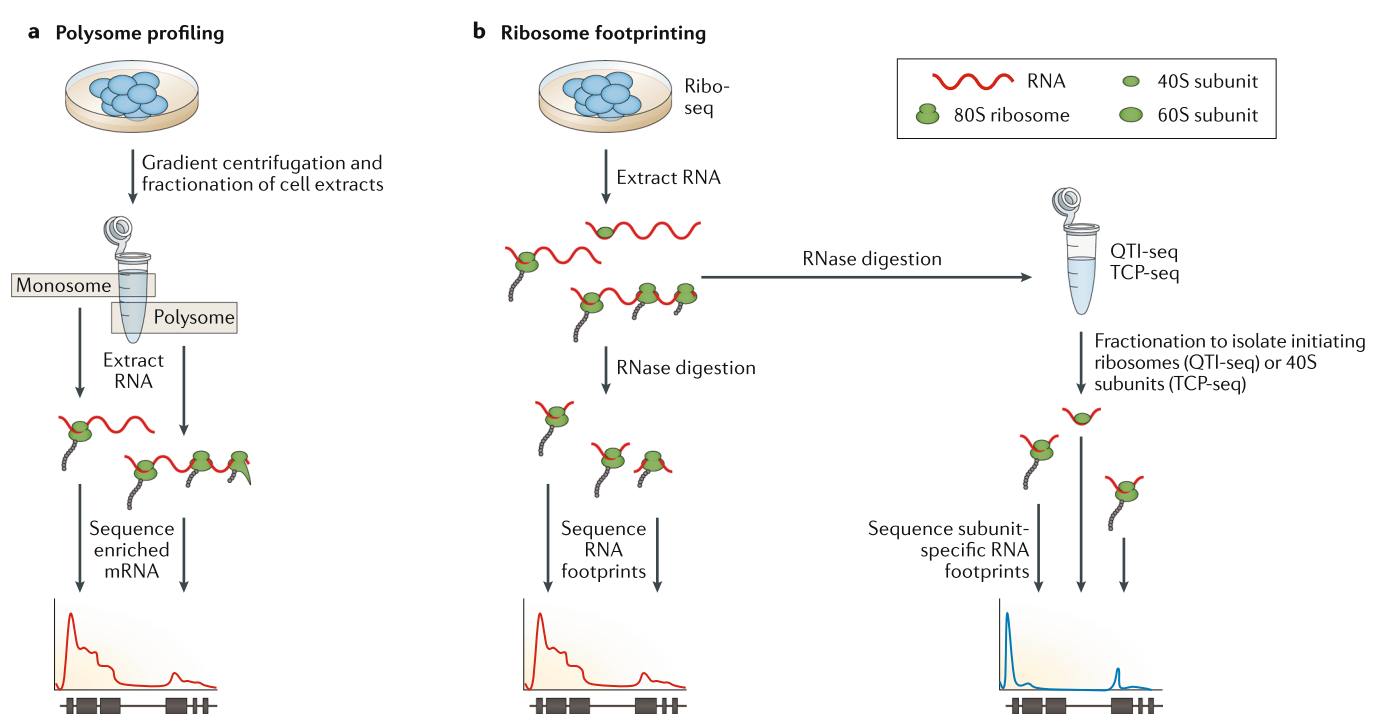 a Polysome profiling
Gradient centrifugation and
fractionation of cell extracts
Monosome
Polysome
Extract
RNA
Sequence
enriched
mRNA
b Ribosome footprinting
Ribo-
seq
Extract RNA
RNase digestion
Sequence
RNA
footprints
RNase digestion
RNA
40S subunit
80S ribosome
60S subunit
QTI-seq
TCP-seq
Fractionation to isolate initiating
ribosomes (QTI-seq) or 40S
subunits (TCP-seq)
Sequence subunit-
specific RNA
footprints